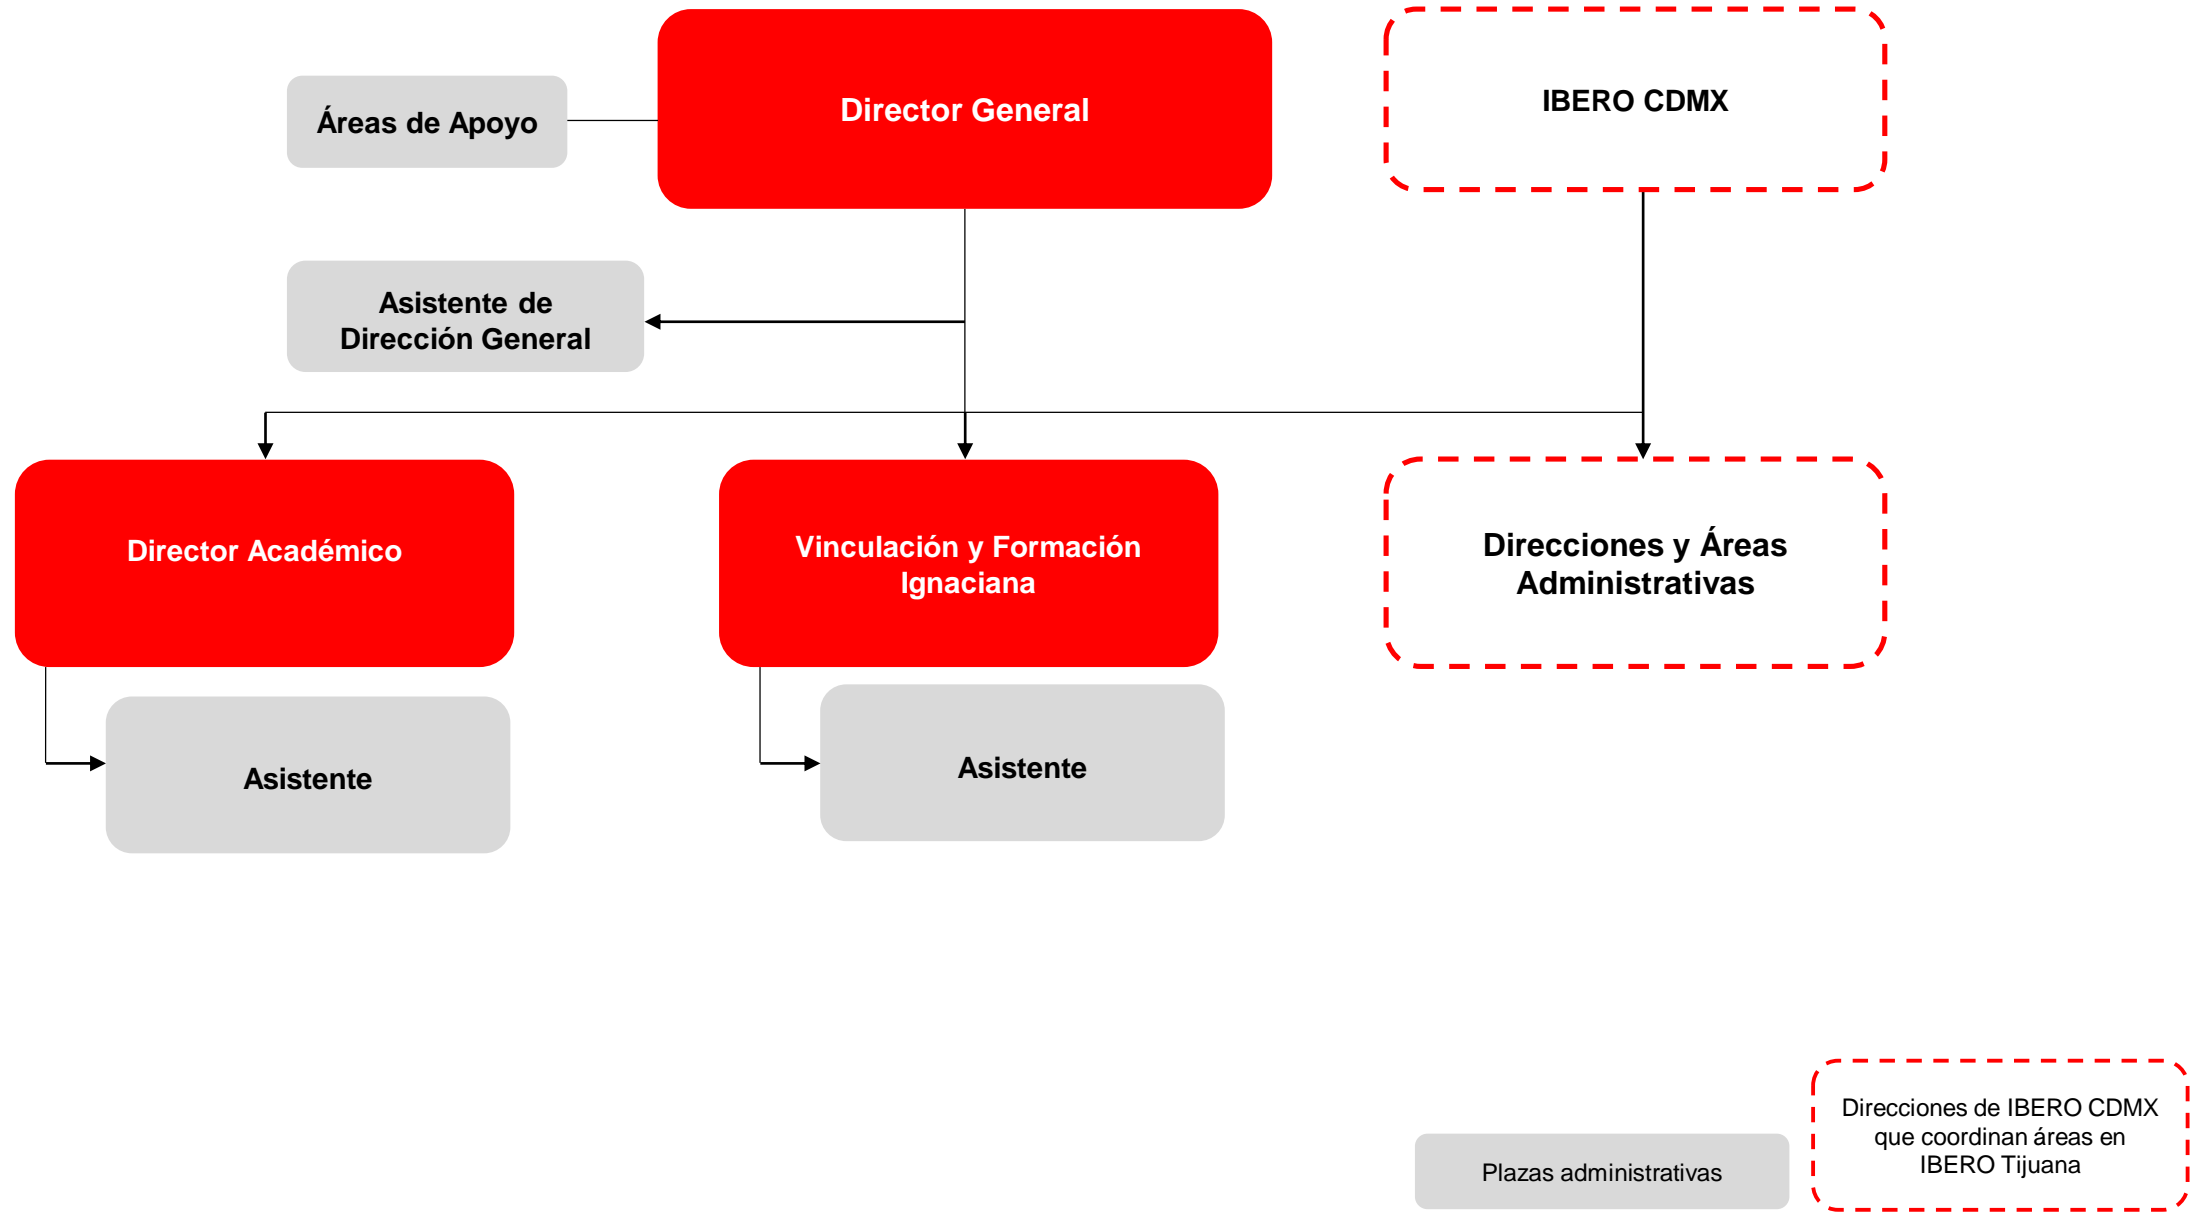 Director General
IBERO CDMX
Áreas de Apoyo
Asistente de
Dirección General
Director Académico
Vinculación y Formación
Ignaciana
Direcciones y Áreas
Administrativas
Asistente
Asistente
Plazas administrativas
Direcciones de IBERO CDMX
que coordinan áreas en
IBERO Tijuana